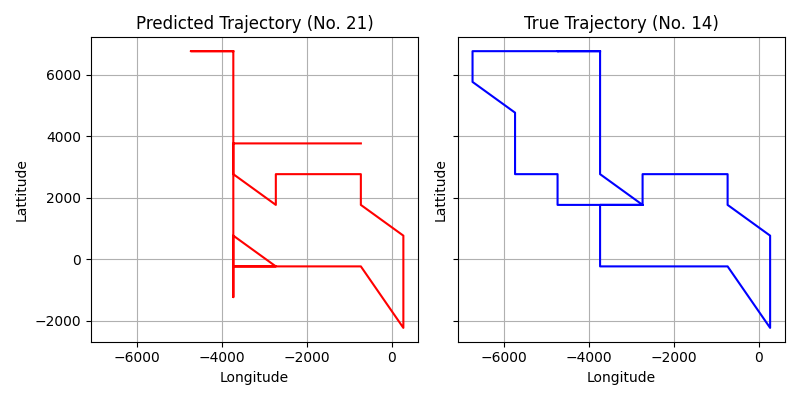 Predicted Trajectory (No. 21)
True Trajectory (No. 14)
Lattitude
6000
4000
2000
0
−2000
−6000
−4000
−2000
0
Longitude
Lattitude
−6000
−4000
−2000
0
Longitude